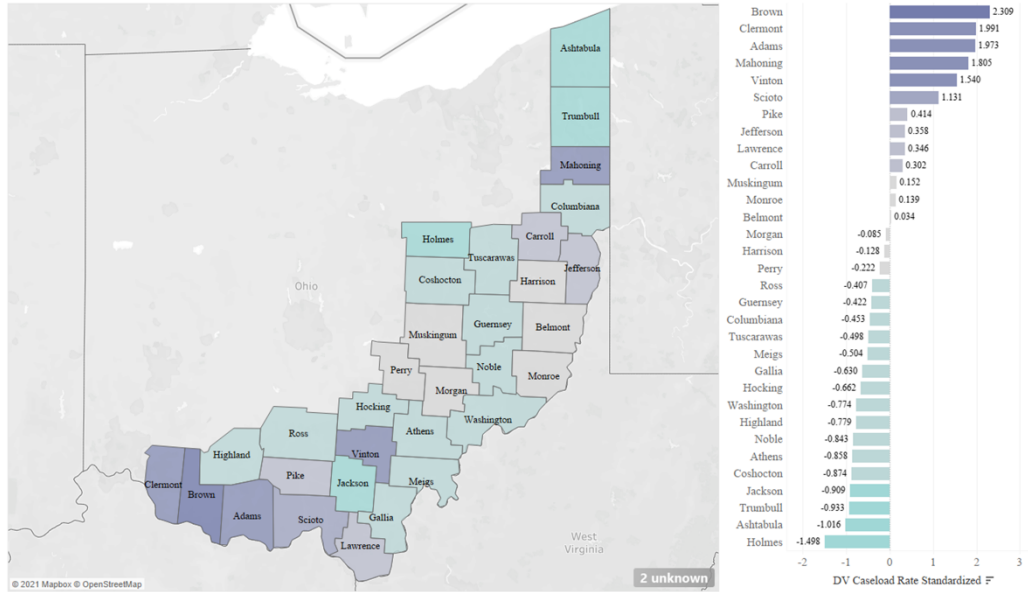 Ashtabula
Trumbull
Mahoning
Columbiana
Holmes
Carroll
Tuscarawas
Jefferson
Coshocton
Harrison
Ohio
Guernsey
Belmont
Muskingum
Noble
Perry
Monroe
Morgan
Hocking
Washington
Athens
Ross
Vinton
Highland
Pike
Jackson
Meigs
Clermont
Brown
Adams
Scioto
Gallia
Lawrence
West
Virginia
© 2021 Mapbox © OpenStreetMap
2 unknown
Brown 2.309
Clermont 1.991
Adams 1.973
Mahoning 1.805
Vinton 1.540
Scioto 1.131
Pike 0.414
Jefferson 0.358
Lawrence 0.346
Carroll 0.302
Muskingum 0.152
Monroe 0.139
Belmont 0.034
Morgan -0.085
Harrison -0.128
Perry -0.222
Ross -0.407
Guernsey -0.422
Columbiana -0.453
Tuscarawas -0.498
Meigs -0.504
Gallia -0.630
Hocking -0.662
Washington -0.774
Highland -0.779
Noble -0.843
Athens -0.858
Coshocton -0.874
Jackson -0.909
Trumbull -0.933
Ashtabula -1.016
Holmes -1.498
-2 -1 0 1 2 3
DV Caseload Rate Standardized